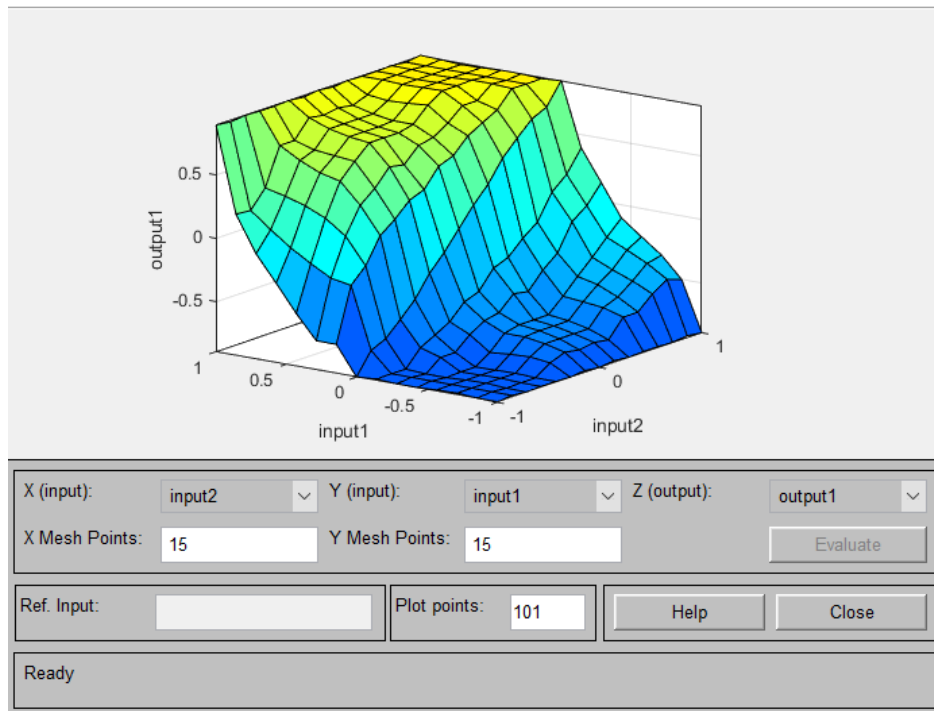 output1
0.5
0
-0.5
1
0.5
0
-0.5
-1
input1
-1
0
1
input2
X (input): input2 Y (input): input1 Z (output): output1
X Mesh Points: 15 Y Mesh Points: 15 Evaluate
Ref. Input: Plot points: 101 Help Close
Ready